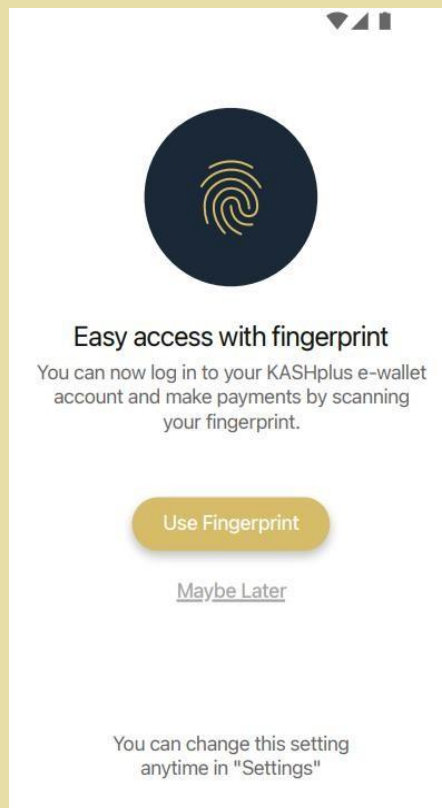 Easy access with fingerprint
You can now log in to your KASHplus e-wallet
account and make payments by scanning
your fingerprint.
Use Fingerprint
Maybe Later
You can change this setting
anytime in "Settings"